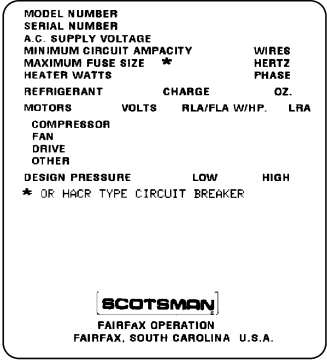 MODEL NUMBER
SERIAL NUMBER
A.C. SUPPLY VOLTAGE
MINIMUM CIRCUIT AMPACITY WIRES
MAXIMUM FUSE SIZE * HERTZ
HEATER WATTS PHASE
REFRIGERANT CHARGE OZ.
MOTORS VOLTS RLA/FLA W/HP. LRA
COMPRESSOR
FAN
DRIVE
OTHER
DESIGN PRESSURE LOW HIGH
* OR HACR TYPE CIRCUIT BREAKER
SCOTSMAN
FAIRFAX OPERATION
FAIRFAX, SOUTH CAROLINA U.S.A.